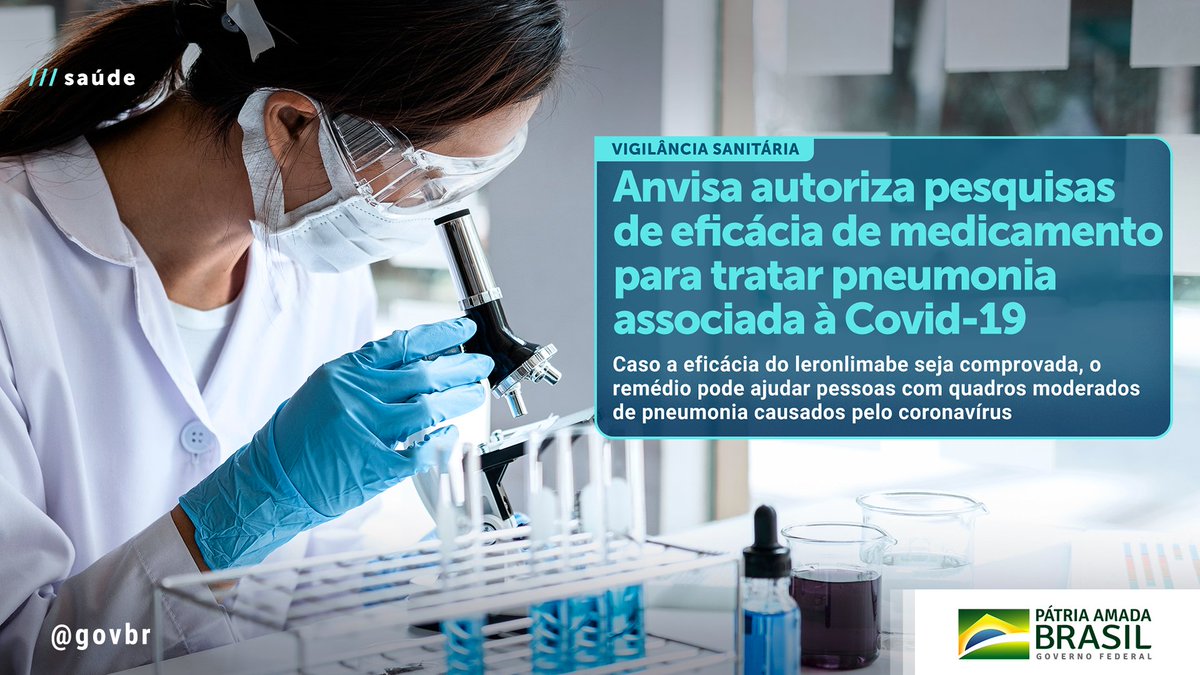 /// saúde
VIGILÂNCIA SANITÁRIA
Anvisa autoriza pesquisas
de eficácia de medicamento
para tratar pneumonia
associada à Covid-19
Caso a eficácia do leronlimabe seja comprovada, o
remédio pode ajudar pessoas com quadros moderados
de pneumonia causados pelo coronavírus
@govbr
PÁTRIA AMADA
BRASIL
GOVERNO FEDERAL